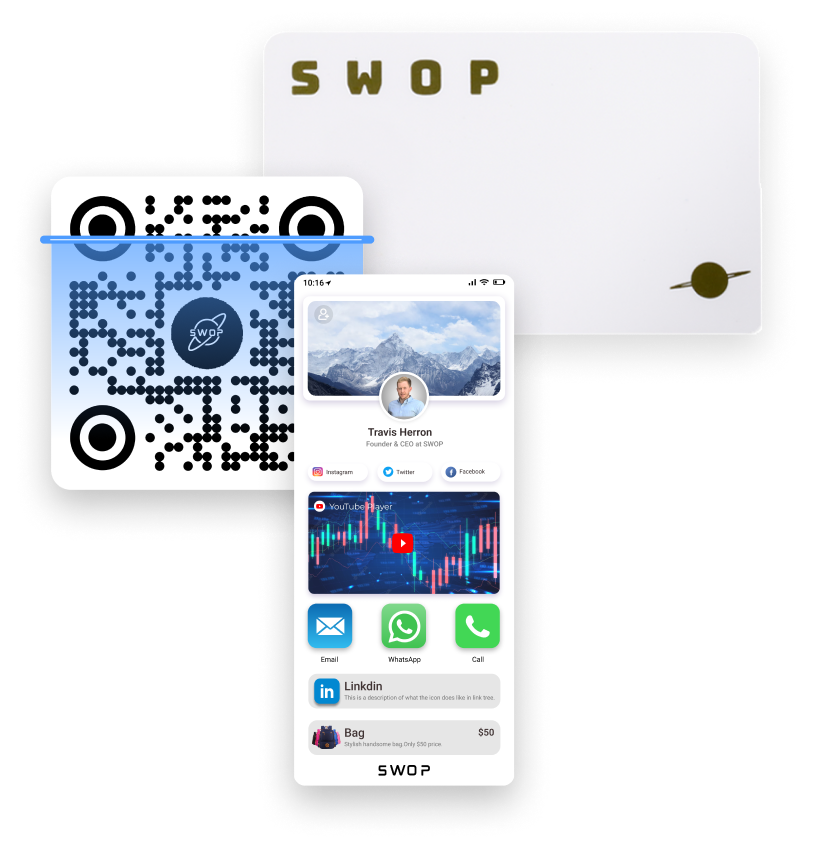 SWOP
SWOP
10:16
Travis Herron
Founder & CEO at SWOP
Instagram Twitter Facebook
YouTube Player
Email WhatsApp Call
in Linkdin
This is a description of what the icon does like in link tree.
Bag $50
Stylish handsome bag.Only $50 price.
SWOP